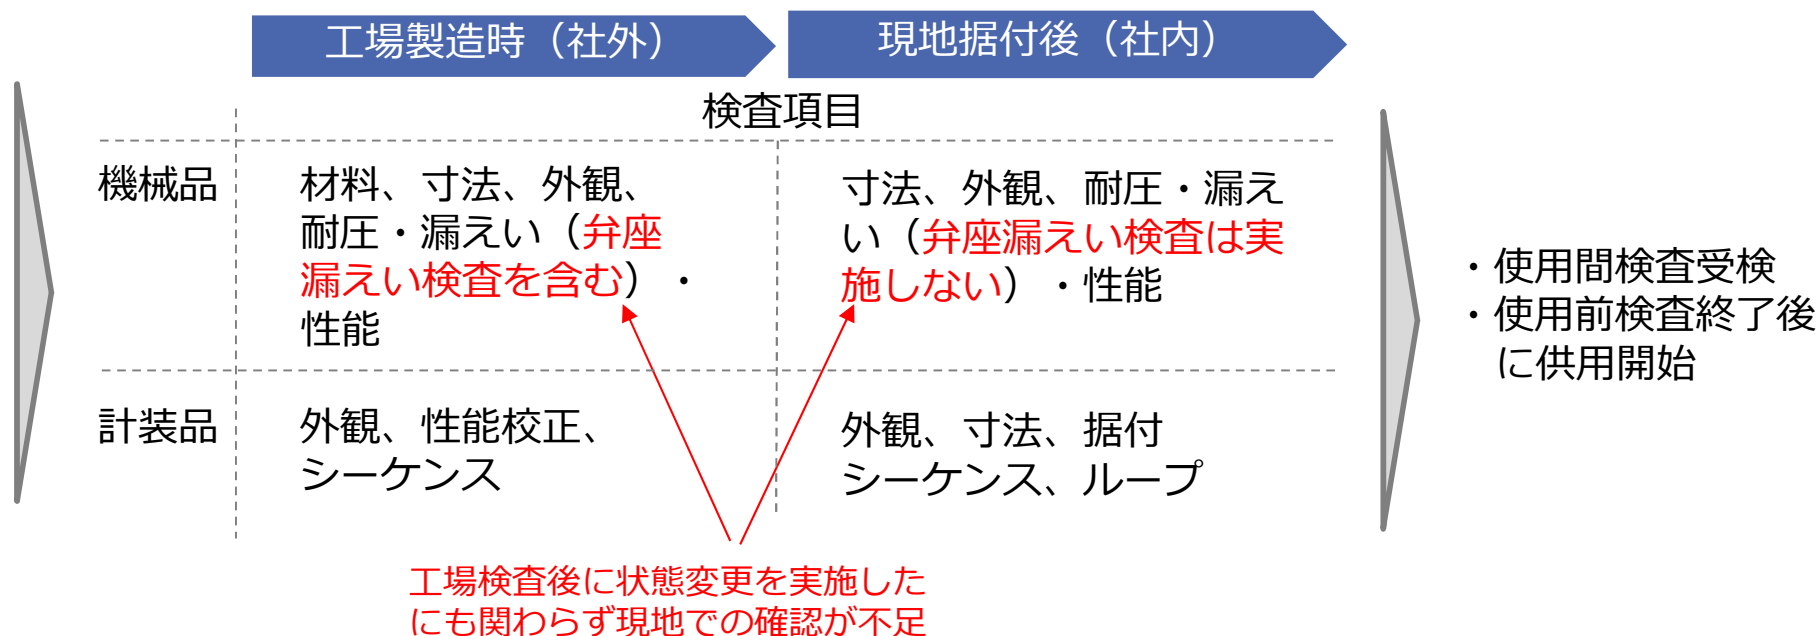 工場製造時（社外）
現地据付後（社内）
検査項目
機械品
材料、寸法、外観、
耐圧・漏えい（弁座
漏えい検査を含む）・
性能
寸法、外観、耐圧・漏え
い（弁座漏えい検査は実
施しない）・性能
計装品
外観、性能校正、
シーケンス
外観、寸法、据付
シーケンス、ループ
・使用間検査受検
・使用前検査終了後
に供用開始
工場検査後に状態変更を実施した
にも関わらず現地での確認が不足